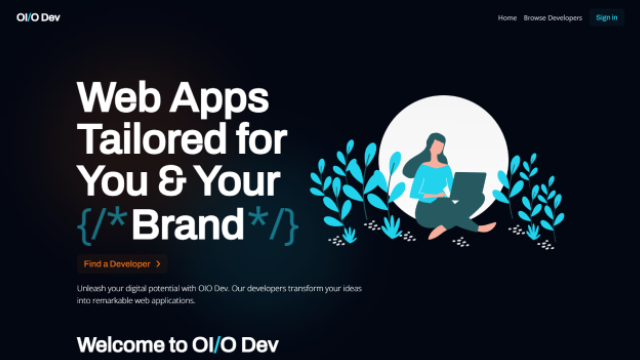 OI/O Dev
Home Browse Developers Sign in
Web Apps
Tailored for
You & Your
{/*Brand*/}
Find a Developer >
Unleash your digital potential with OIO Dev. Our developers transform your ideas
into remarkable web applications.
Welcome to OI/O Dev